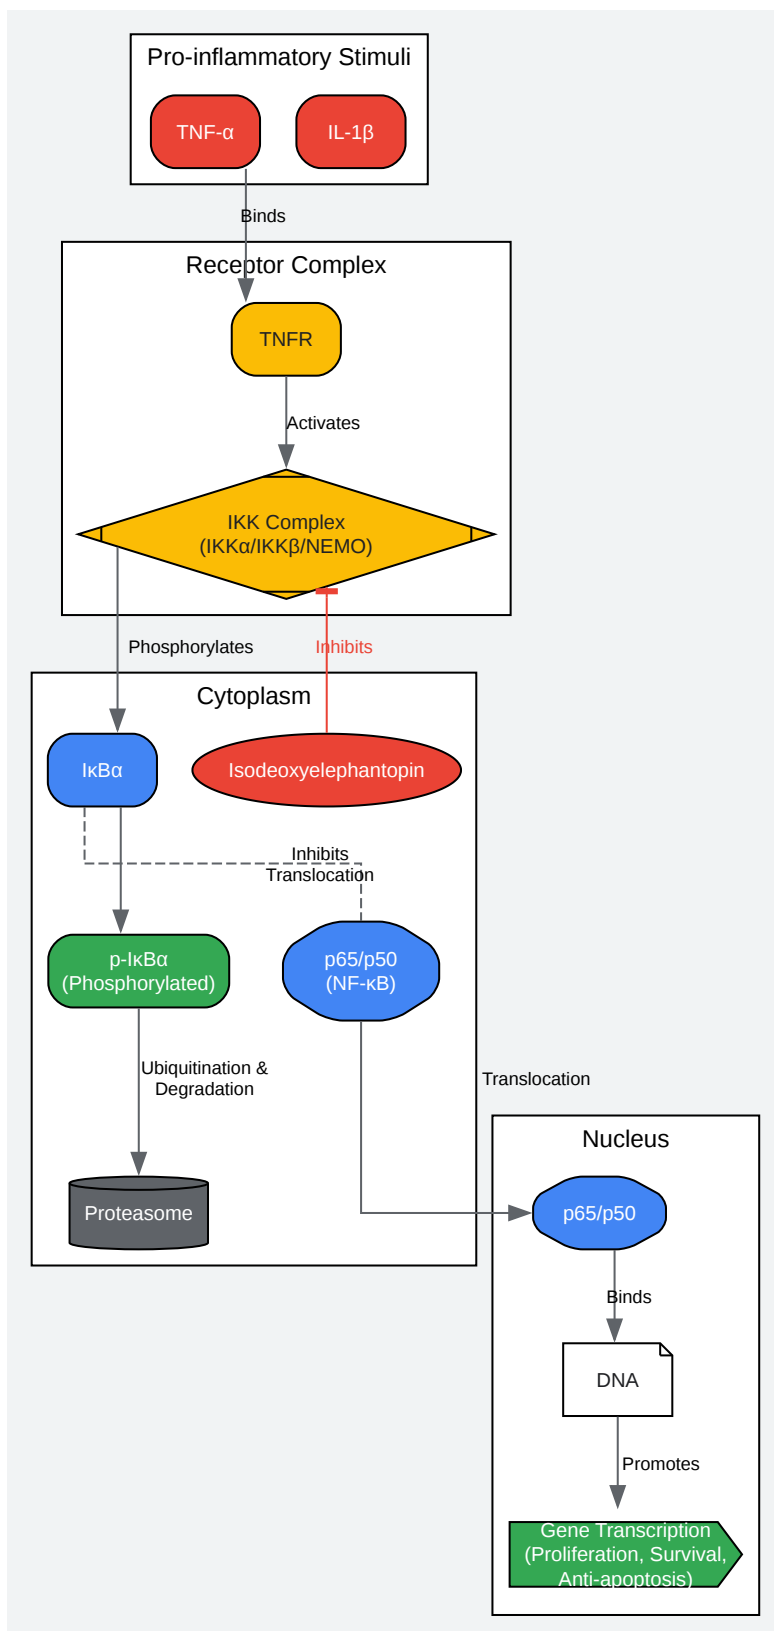 Pro-inflammatory Stimuli
TNF-α
IL-1β
Binds
Receptor Complex
TNFR
Activates
IKK Complex
(IKKα/IKKβ/NEMO)
Phosphorylates
Inhibits
Cytoplasm
IκBα
Isodeoxyelephantopin
Inhibits
Translocation
p-IκBα
(Phosphorylated)
p65/p50
(NF-κB)
Ubiquitination &
Degradation
Translocation
Proteasome
Nucleus
p65/p50
Binds
DNA
Promotes
Gene Transcription
(Proliferation, Survival,
Anti-apoptosis)